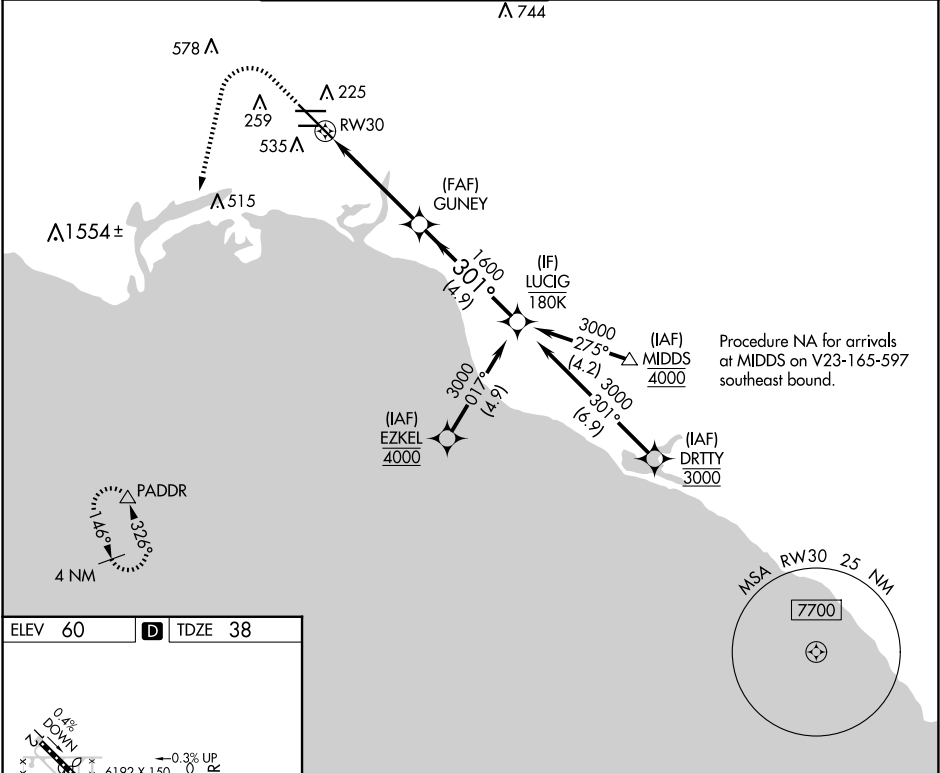 744
578
225
259
RW30
535
(FAF)
GUNEY
515
1554 ±
1600
301°
(4.9)
(IF)
LUCIG
180K
3000
275°
(4.2)
(IAF)
MIDDS
4000
Procedure NA for arrivals
at MIDDS on V23-165-597
southeast bound.
3000
017°
(4.9)
3000
301°
(6.9)
(IAF)
EZKEL
4000
(IAF)
DRTTY
3000
PADDR
146°
326°
4 NM
MSA RW30 25 NM
7700
ELEV 60 D TDZE 38
0.4%
DOWN
12
0.3% UP
6192 X 150